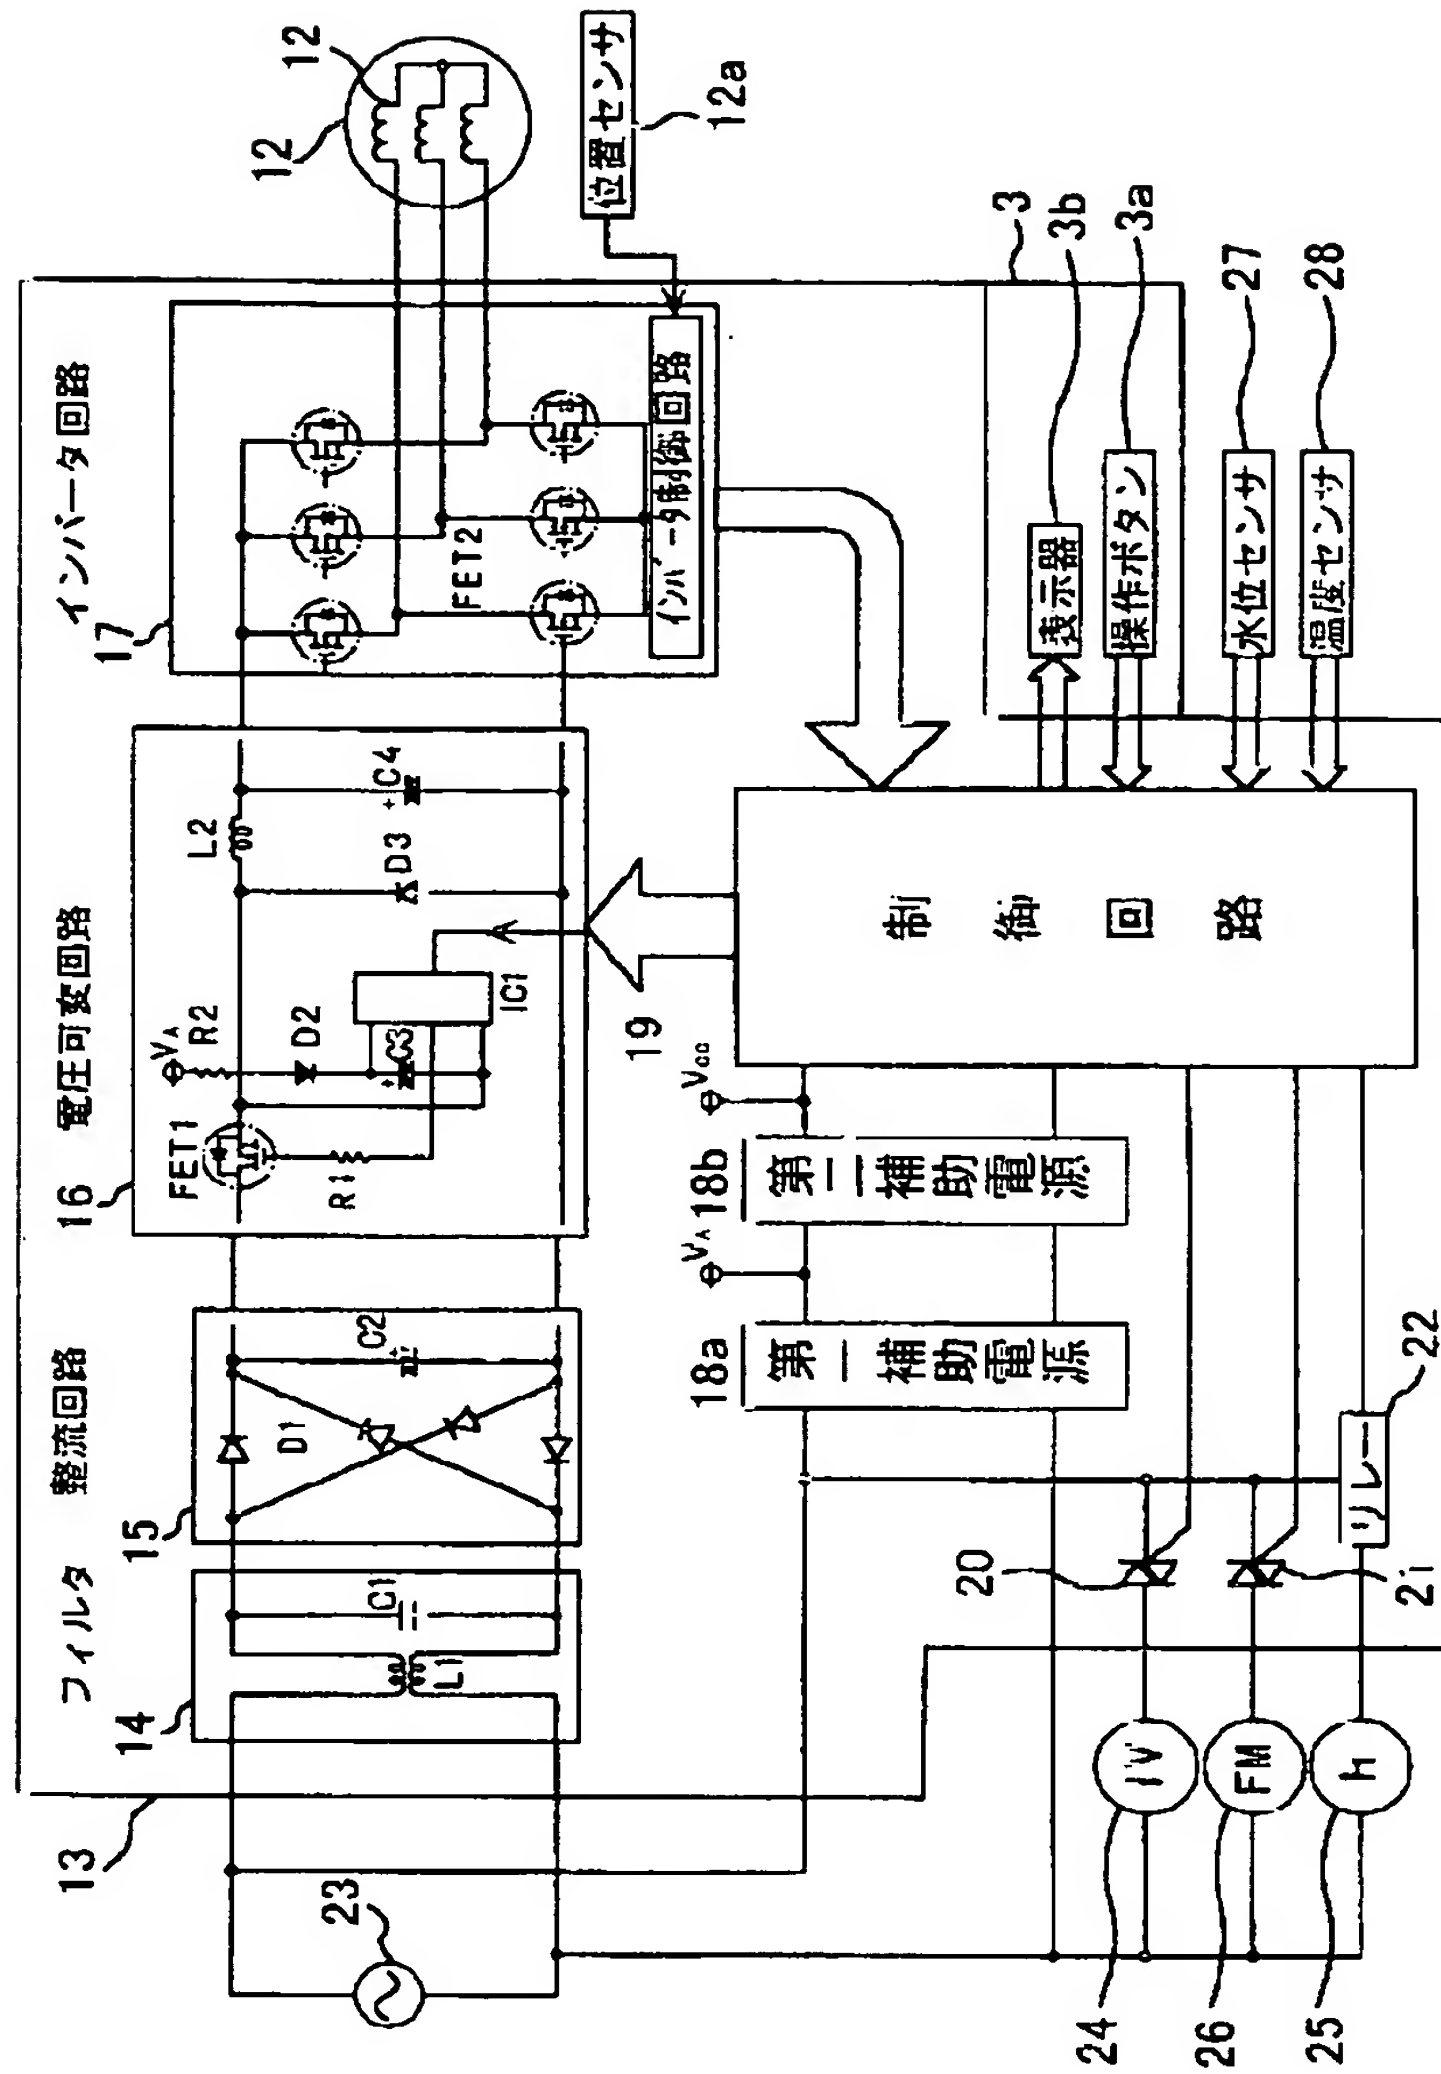 フィルタ
整流回路
16 電圧可変回路
インバータ回路
13
14
15
17
12
12
23
L1
C1
D1
C2
FET1
R1
VA
R2
D2
C3
IC1
L2
D3
C4
FET2
インバータ制御回路
位置センサ
12a
18a
第一補助電源
VA
18b
第二補助電源
Vcc
19
制御回路
3
表示器
3b
操作ボタン
3a
水位センサ
27
温度センサ
28
20
21
リレー
22
IV
24
FM
26
H
25